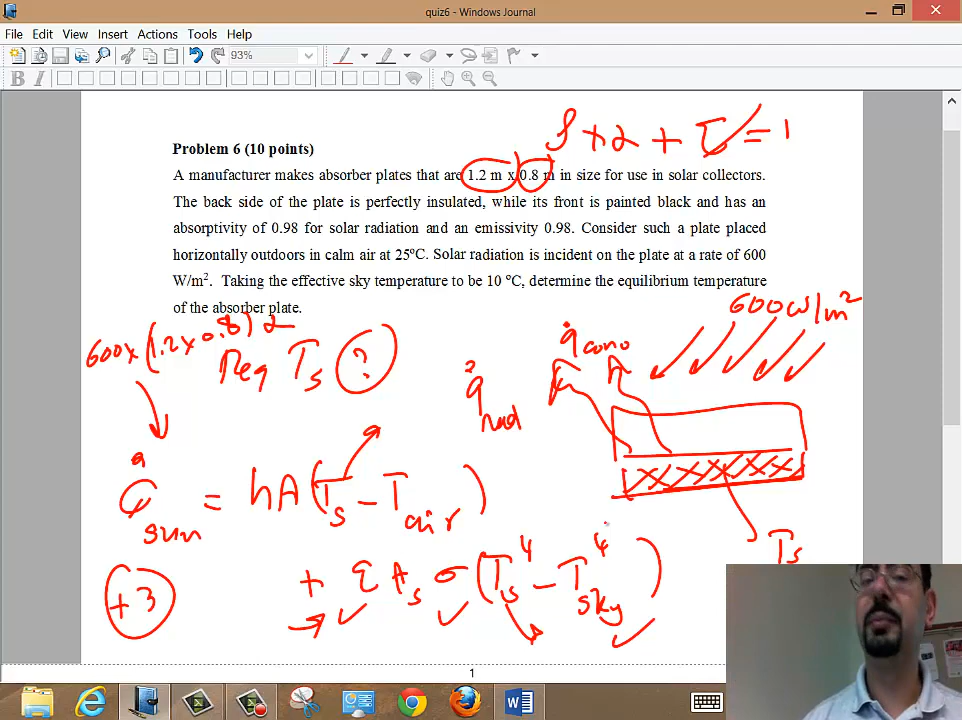 quiz6 - Windows Journal
File Edit View Insert Actions Tools Help
93%
B I
ρ + α + τ = 1
Problem 6 (10 points)
A manufacturer makes absorber plates that are 1.2 m x 0.8 m in size for use in solar collectors.
The back side of the plate is perfectly insulated, while its front is painted black and has an
absorptivity of 0.98 for solar radiation and an emissivity 0.98. Consider such a plate placed
horizontally outdoors in calm air at 25ºC. Solar radiation is incident on the plate at a rate of 600
W/m². Taking the effective sky temperature to be 10 ºC, determine the equilibrium temperature
of the absorber plate.
600W/m²
600x(1.2x0.8)α
Req Ts ?
q̇ conv
q̇ rad
Q̇sun = hA(Ts - Tair)
+ εAsσ(Ts⁴ - Tsky⁴)
Ts
+3
1